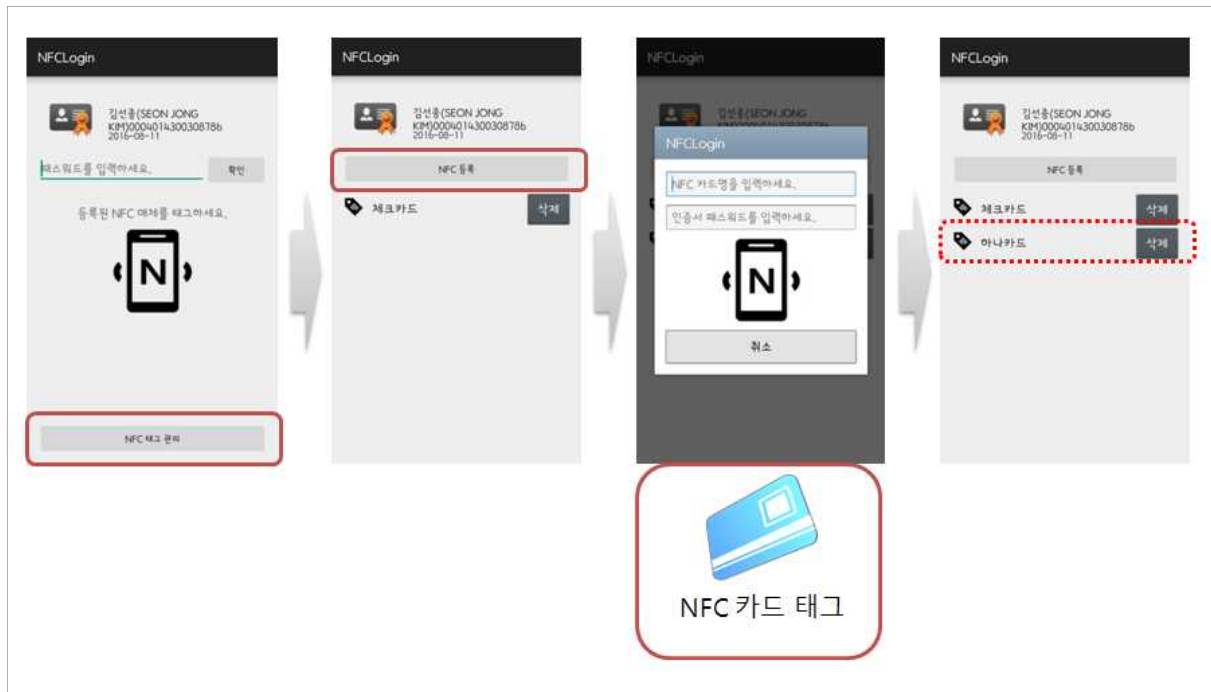 NFCLogin
김선종(SEON JONG
KIM)0004014300308786
2016-08-11
패스워드를 입력하세요.
확인
등록된 NFC 매체를 태그하세요.
N
NFC 태그 관리
NFCLogin
김선종(SEON JONG
KIM)0004014300308786
2016-08-11
NFC 등록
체크카드
삭제
NFCLogin
김선종(SEON JONG
NFCLogin
NFC 카드명을 입력하세요.
인증서 패스워드를 입력하세요.
N
취소
NFC 카드 태그
NFCLogin
김선종(SEON JONG
KIM)0004014300308786
2016-08-11
NFC 등록
체크카드
삭제
하나카드
삭제